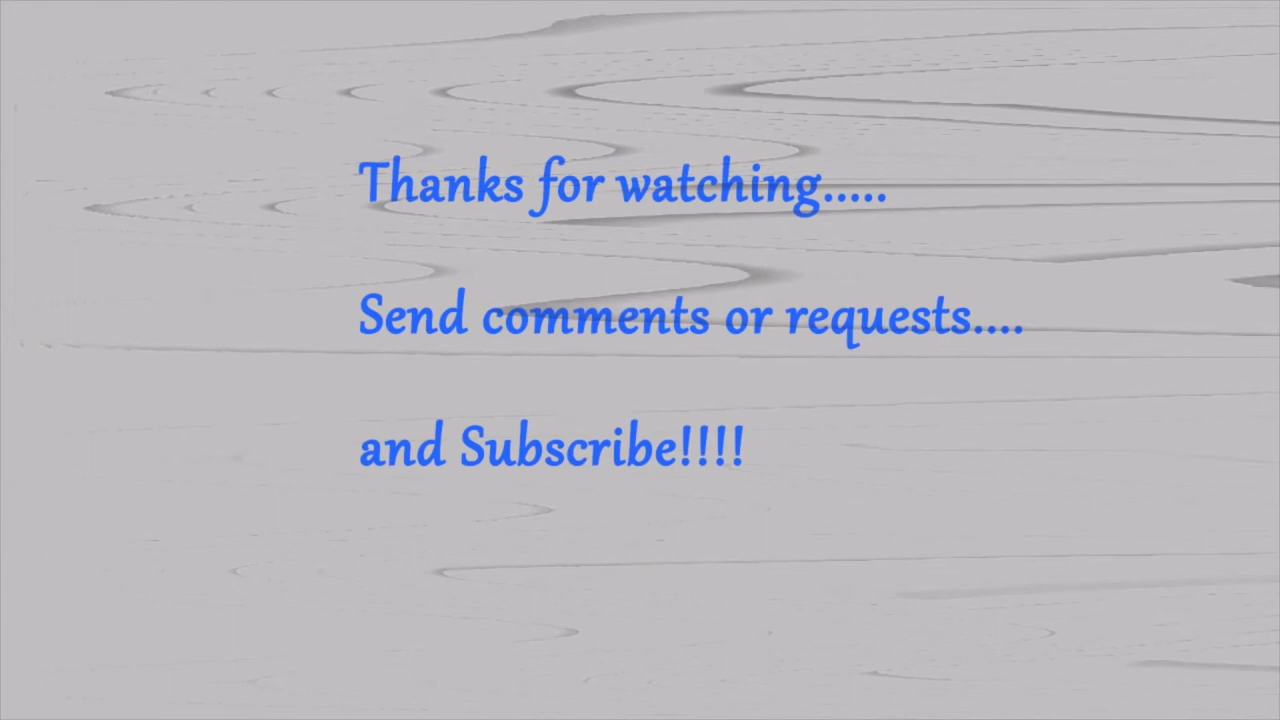 Thanks for watching.....
Send comments or requests....
and Subscribe!!!!